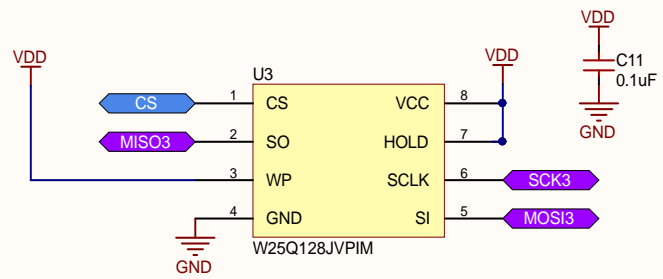 VDD
VDD
VDD
U3
C11
0.1uF
GND
CS
1
CS
VCC
8
MISO3
2
SO
HOLD
7
3
WP
SCLK
6
SCK3
4
GND
SI
5
MOSI3
GND
W25Q128JVPIM